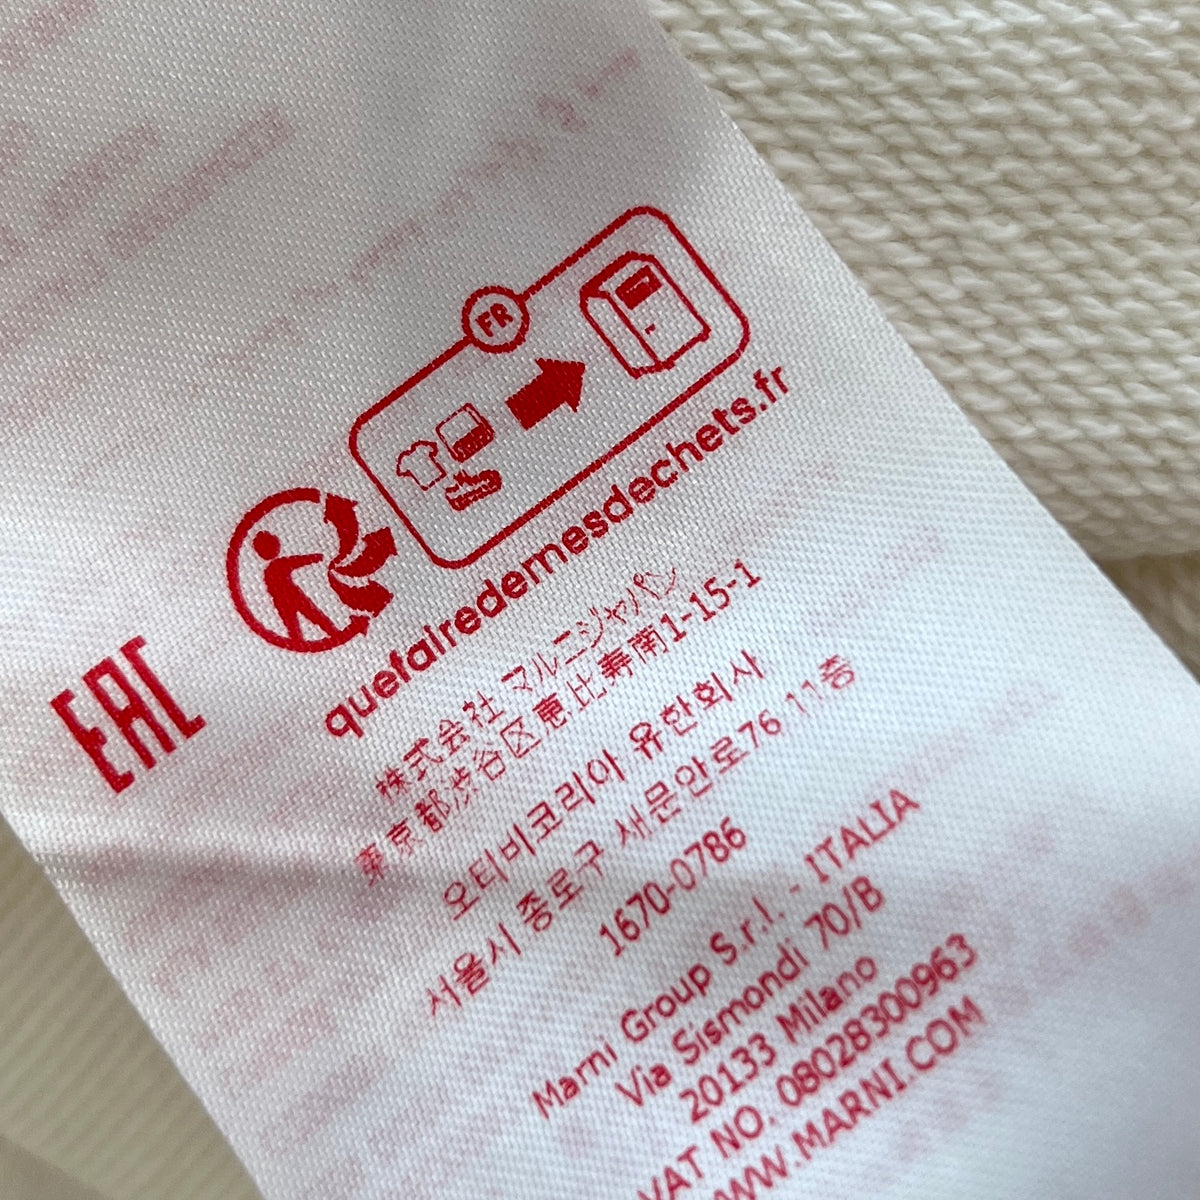 FR
quefairedemesdechets.fr
EAC
株式会社 マルニジャパン
東京都渋谷区恵比寿南1-15-1
오티비코리아 유한회사
서울시 종로구 새문안로76 11층
1670-0786
Marni Group S.r.l. - ITALIA
Via Sismondi 70/B
20133 Milano
VAT NO. 08028300963
WWW.MARNI.COM